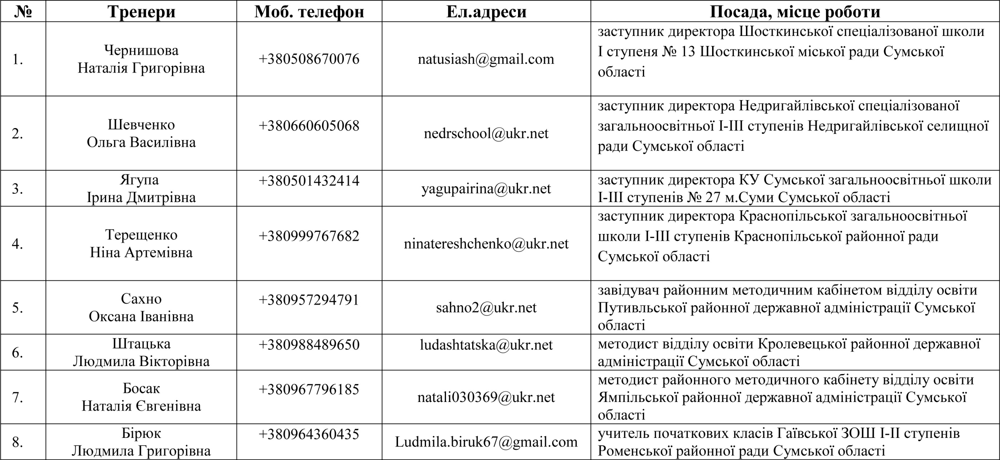 № Тренери Моб. телефон Ел.адреси Посада, місце роботи
1.
Чернишова
Наталія Григорівна
+380508670076
natusiash@gmail.com
заступник директора Шосткинської спеціалізованої школи
І ступеня № 13 Шосткинської міської ради Сумської
області
2.
Шевченко
Ольга Василівна
+380660605068
nedrschool@ukr.net
заступник директора Недригайлівської спеціалізованої
загальноосвітньої І-ІІІ ступенів Недригайлівської селищної
ради Сумської області
3.
Ягупа
Ірина Дмитрівна
+380501432414
yagupairina@ukr.net
заступник директора КУ Сумської загальноосвітньої школи
І-ІІІ ступенів № 27 м.Суми Сумської області
4.
Терещенко
Ніна Артемівна
+380999767682
ninatereshchenko@ukr.net
заступник директора Краснопільської загальноосвітньої
школи І-ІІІ ступенів Краснопільської районної ради
Сумської області
5.
Сахно
Оксана Іванівна
+380957294791
sahno2@ukr.net
завідувач районним методичним кабінетом відділу освіти
Путивльської районної державної адміністрації Сумської
області
6.
Штацька
Людмила Вікторівна
+380988489650
ludashtatska@ukr.net
методист відділу освіти Кролевецької районної державної
адміністрації Сумської області
7.
Босак
Наталія Євгенівна
+380967796185
natali030369@ukr.net
методист районного методичного кабінету відділу освіти
Ямпільської районної державної адміністрації Сумської
області
8.
Бірюк
Людмила Григорівна
+380964360435
Ludmila.biruk67@gmail.com
учитель початкових класів Гаївської ЗОШ І-ІІ ступенів
Роменської районної ради Сумської області